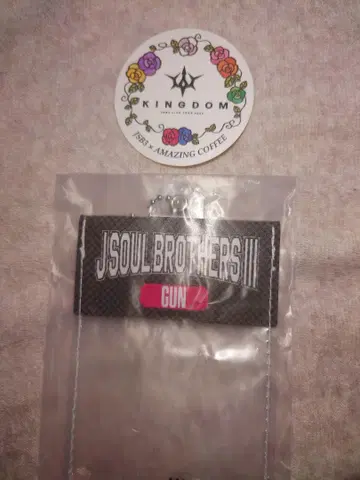 KINGDOM
JSB3 × AMAZING COFFEE
J SOUL BROTHERS III
GUN